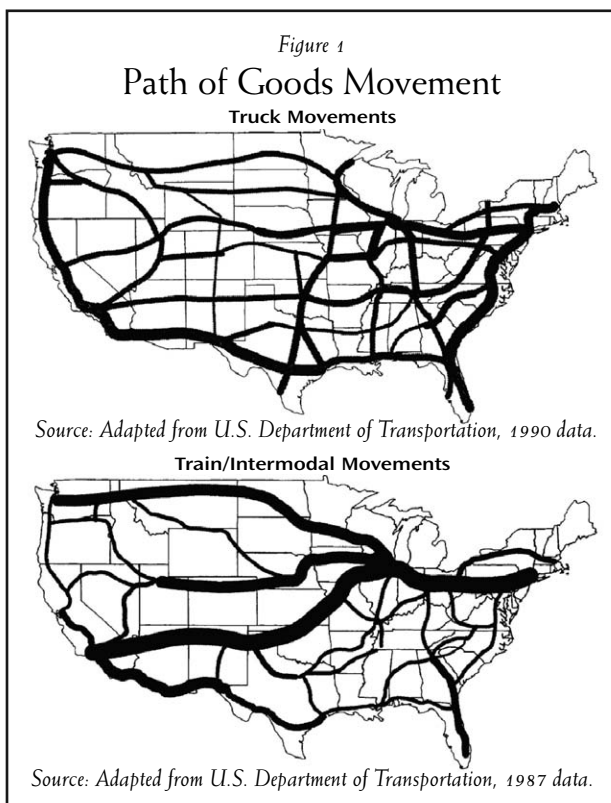 Figure 1
Path of Goods Movement
Truck Movements
Source: Adapted from U.S. Department of Transportation, 1990 data.
Train/Intermodal Movements
Source: Adapted from U.S. Department of Transportation, 1987 data.